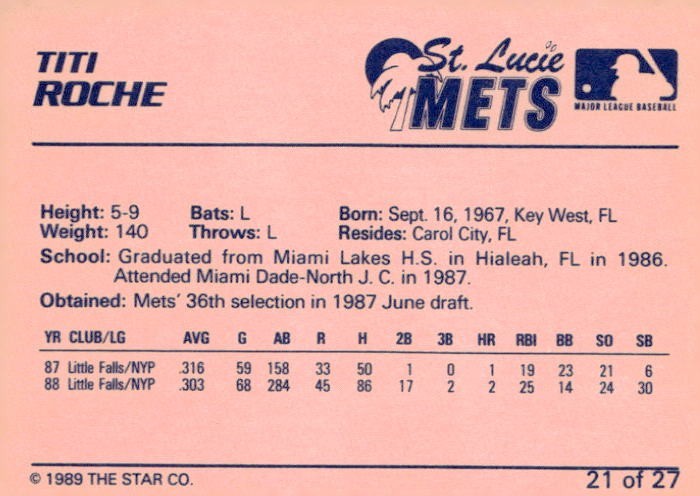 TITI
ROCHE
St. Lucie
METS
MAJOR LEAGUE BASEBALL
Height: 5-9 Bats: L Born: Sept. 16, 1967, Key West, FL
Weight: 140 Throws: L Resides: Carol City, FL
School: Graduated from Miami Lakes H.S. in Hialeah, FL in 1986.
Attended Miami Dade-North J. C. in 1987.
Obtained: Mets' 36th selection in 1987 June draft.
YR CLUB/LG AVG G AB R H 2B 3B HR RBI BB SO SB
87 Little Falls/NYP .316 59 158 33 50 1 0 1 19 23 21 6
88 Little Falls/NYP .303 68 284 45 86 17 2 2 25 14 24 30
© 1989 THE STAR CO. 21 of 27